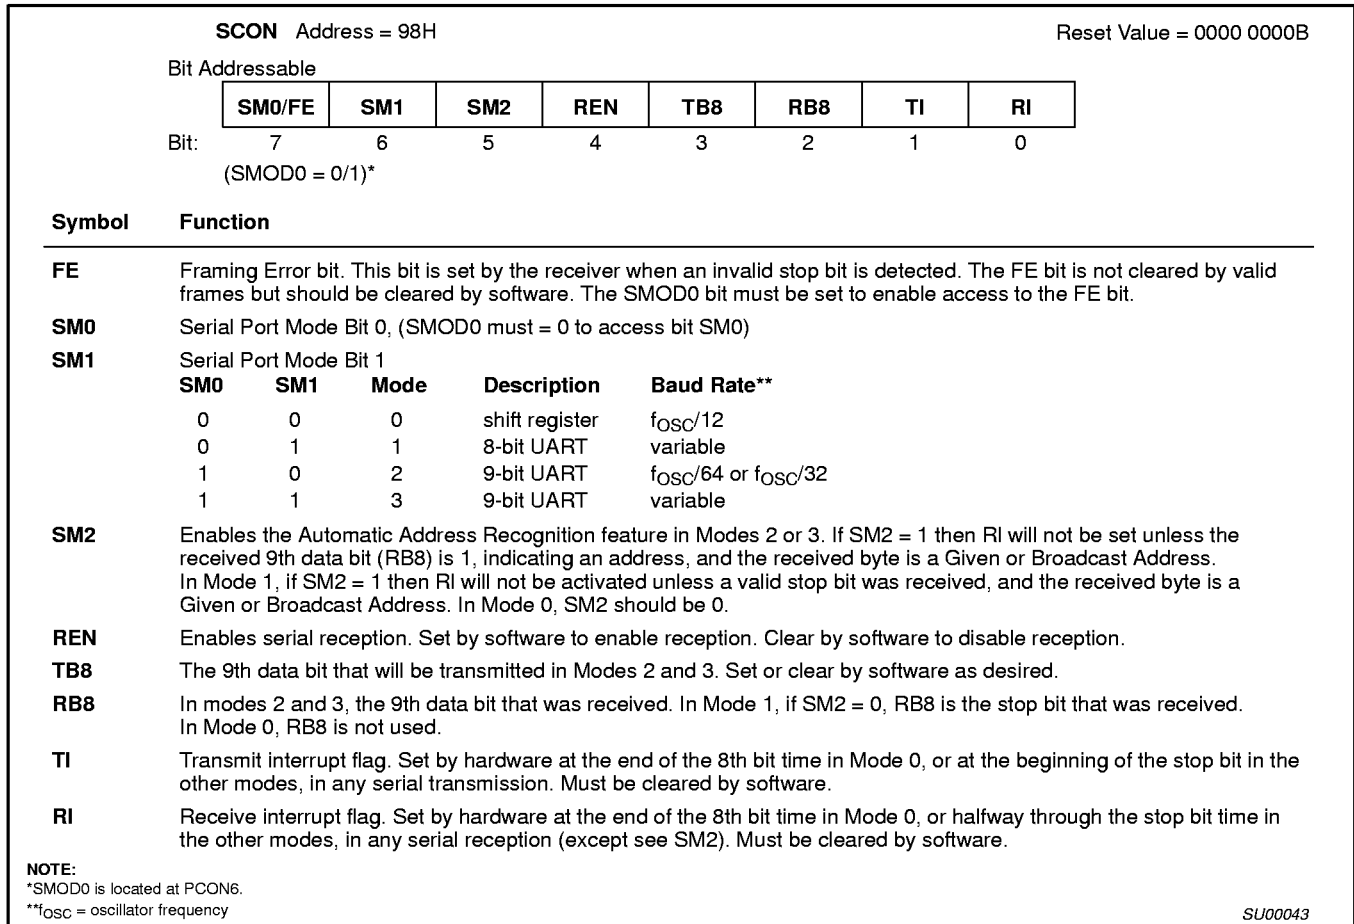 SCON Address = 98H Reset Value = 0000 0000B
Bit Addressable
SM0/FE SM1 SM2 REN TB8 RB8 TI RI
Bit: 7 6 5 4 3 2 1 0
(SMOD0 = 0/1)*
Symbol Function
FE Framing Error bit. This bit is set by the receiver when an invalid stop bit is detected. The FE bit is not cleared by valid
frames but should be cleared by software. The SMOD0 bit must be set to enable access to the FE bit.
SM0 Serial Port Mode Bit 0, (SMOD0 must = 0 to access bit SM0)
SM1 Serial Port Mode Bit 1
SM0 SM1 Mode Description Baud Rate**
0 0 0 shift register fOSC/12
0 1 1 8-bit UART variable
1 0 2 9-bit UART fOSC/64 or fOSC/32
1 1 3 9-bit UART variable
SM2 Enables the Automatic Address Recognition feature in Modes 2 or 3. If SM2 = 1 then RI will not be set unless the
received 9th data bit (RB8) is 1, indicating an address, and the received byte is a Given or Broadcast Address.
In Mode 1, if SM2 = 1 then RI will not be activated unless a valid stop bit was received, and the received byte is a
Given or Broadcast Address. In Mode 0, SM2 should be 0.
REN Enables serial reception. Set by software to enable reception. Clear by software to disable reception.
TB8 The 9th data bit that will be transmitted in Modes 2 and 3. Set or clear by software as desired.
RB8 In modes 2 and 3, the 9th data bit that was received. In Mode 1, if SM2 = 0, RB8 is the stop bit that was received.
In Mode 0, RB8 is not used.
TI Transmit interrupt flag. Set by hardware at the end of the 8th bit time in Mode 0, or at the beginning of the stop bit in the
other modes, in any serial transmission. Must be cleared by software.
RI Receive interrupt flag. Set by hardware at the end of the 8th bit time in Mode 0, or halfway through the stop bit time in
the other modes, in any serial reception (except see SM2). Must be cleared by software.
NOTE:
*SMOD0 is located at PCON6.
**fOSC = oscillator frequency SU00043